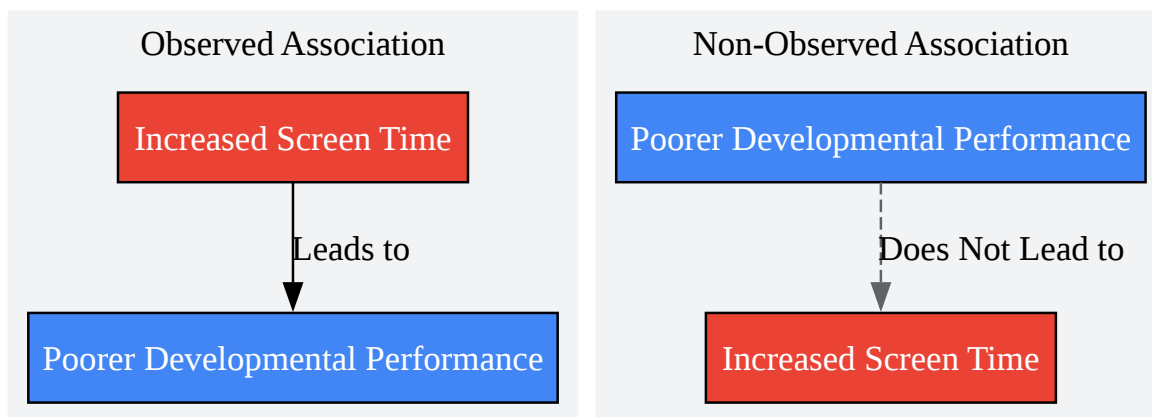 Observed Association
Increased Screen Time
Leads to
Poorer Developmental Performance
Non-Observed Association
Poorer Developmental Performance
Does Not Lead to
Increased Screen Time